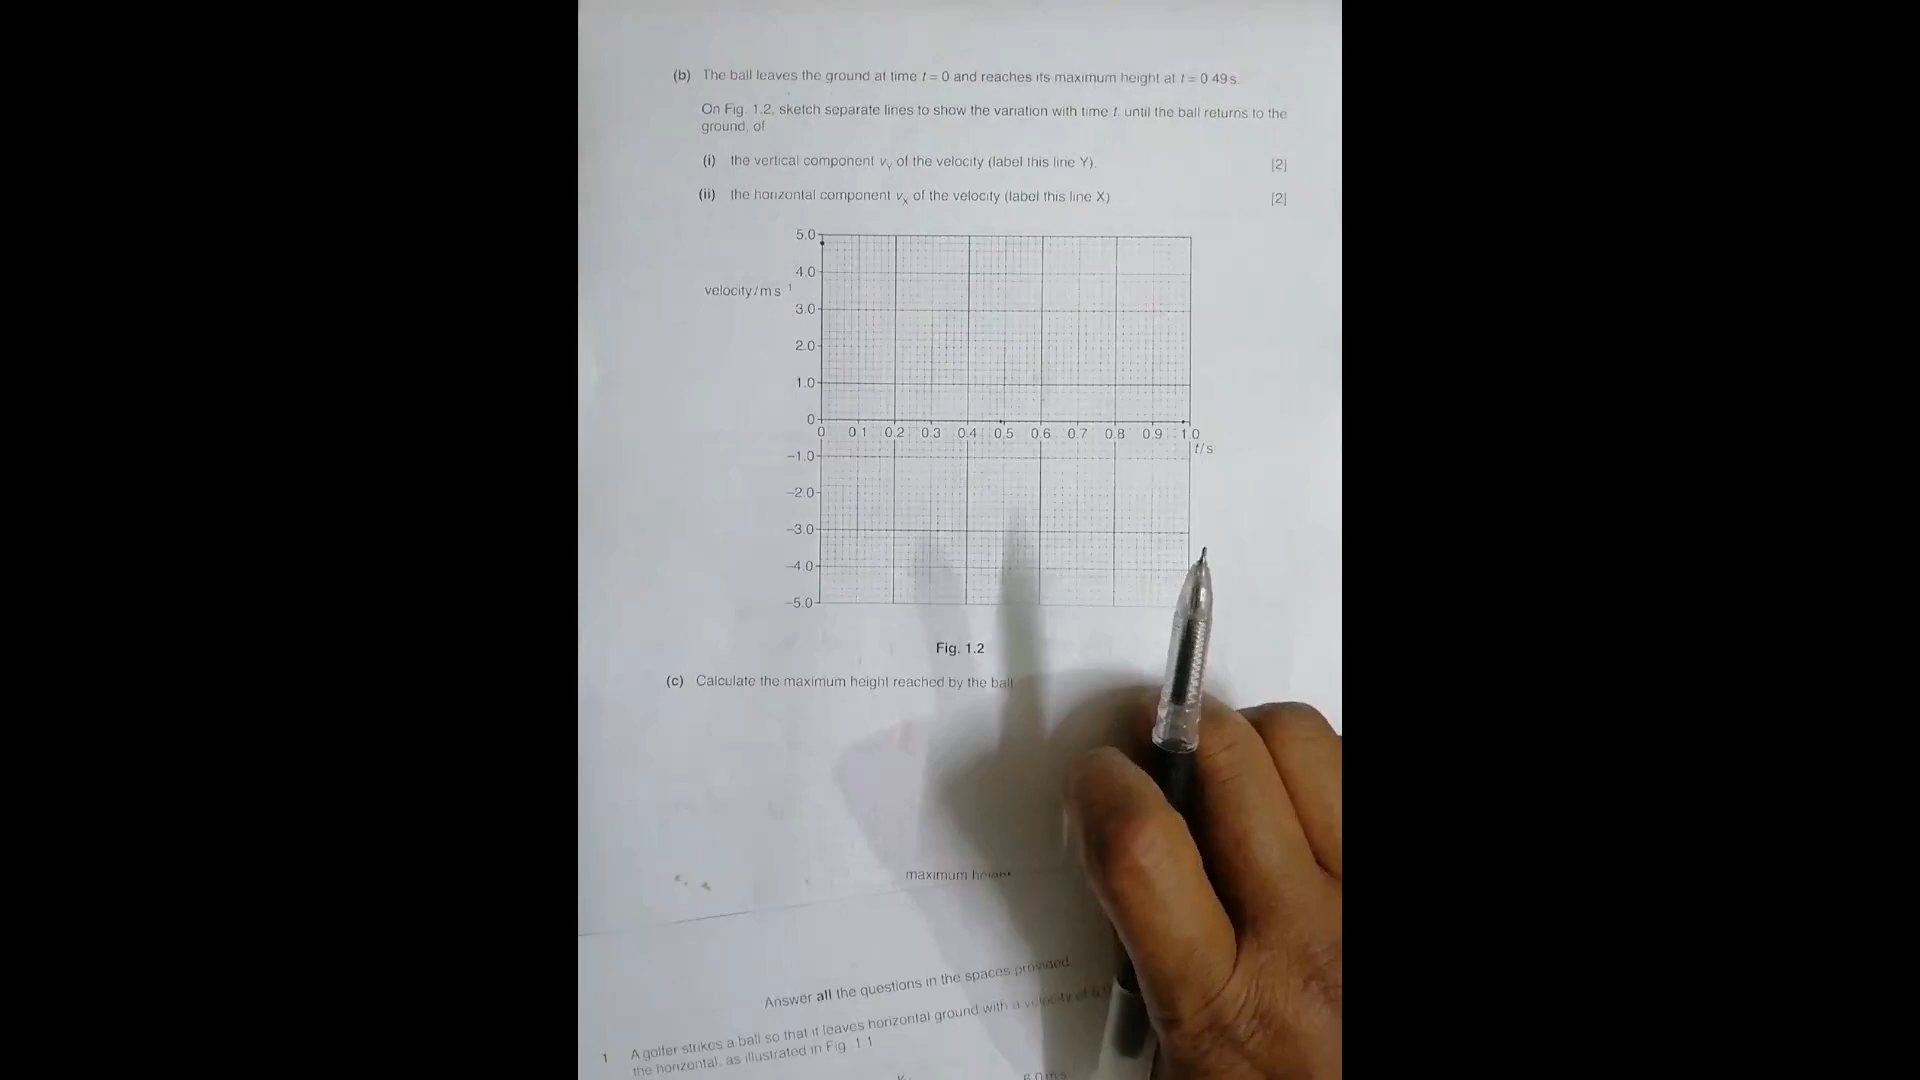 (b) The ball leaves the ground at time t = 0 and reaches its maximum height at t = 0 49 s
On Fig. 1.2, sketch separate lines to show the variation with time t until the ball returns to the
ground, of
(i) the vertical component vY of the velocity (label this line Y). [2]
(ii) the horizontal component vX of the velocity (label this line X) [2]
5.0
4.0
velocity/m s 1
3.0
2.0
1.0
0
0 0 1 0.2 0.3 0.4 0.5 0.6 0.7 0.8 0.9 1.0
t/s
–1.0
–2.0
–3.0
–4.0
–5.0
Fig. 1.2
(c) Calculate the maximum height reached by the ball
maximum height
Answer all the questions in the spaces provided
1 A golfer strikes a ball so that it leaves horizontal ground with a velocity of
the horizontal, as illustrated in Fig. 1 1